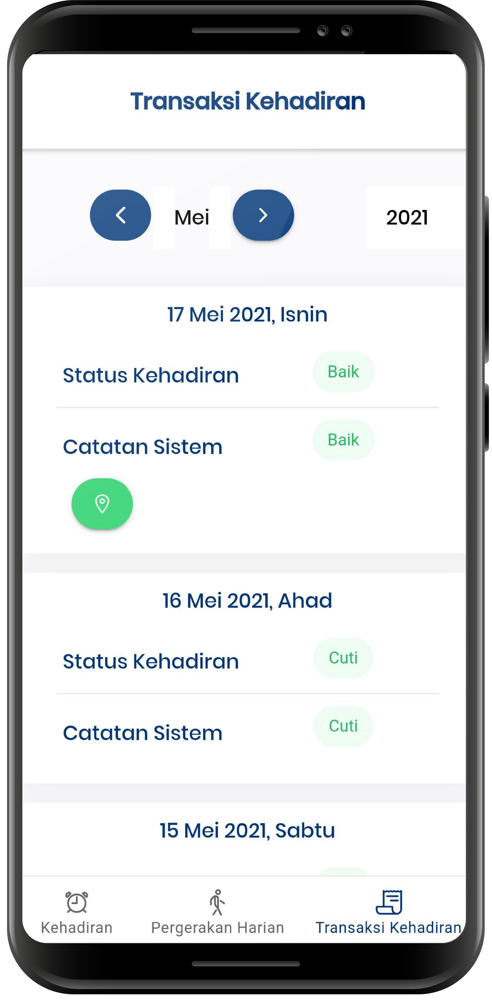 Transaksi Kehadiran
Mei 2021
17 Mei 2021, Isnin
Status Kehadiran Baik
Catatan Sistem Baik
16 Mei 2021, Ahad
Status Kehadiran Cuti
Catatan Sistem Cuti
15 Mei 2021, Sabtu
Kehadiran Pergerakan Harian Transaksi Kehadiran